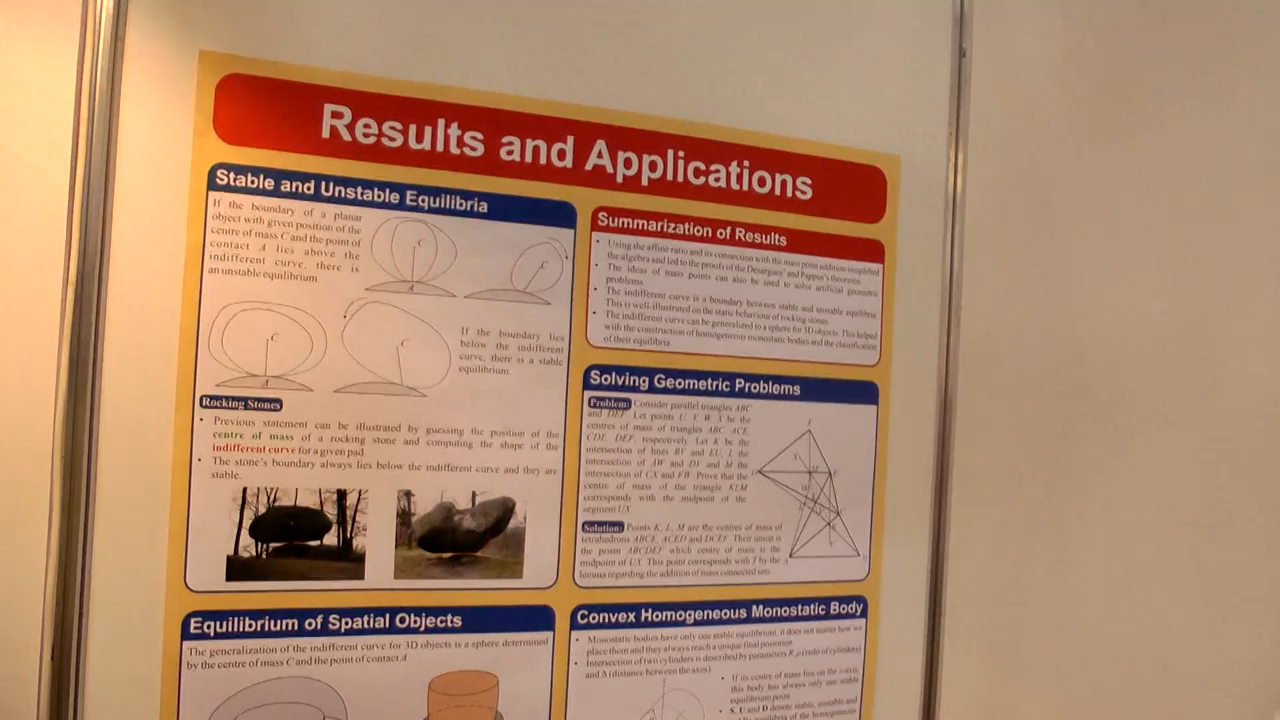 Results and Applications
Stable and Unstable Equilibria
If the boundary of a planar
object with given position of the
centre of mass C and the point of
contact A lies above the
indifferent curve, there is
an unstable equilibrium.
C
A
C
C
A
C
If the boundary lies
below the indifferent
curve, there is a stable
equilibrium.
Rocking Stones
• Previous statement can be illustrated by guessing the position of the
centre of mass of a rocking stone and computing the shape of the
indifferent curve for a given pad.
• The stone's boundary always lies below the indifferent curve and they are
stable.
Equilibrium of Spatial Objects
The generalization of the indifferent curve for 3D objects is a sphere determined
by the centre of mass C and the point of contact A
Summarization of Results
• Using the affine ratio and its connection with the mass point addition simplified
the algebra and led to the proofs of the Desargues' and Pappus's theorems.
• The ideas of mass points can also be used to solve artificial geometric
problems.
• The indifferent curve is a boundary between stable and unstable equilibria.
This is well-illustrated on the static behaviour of rocking stones.
• The indifferent curve can be generalized to a sphere for 3D objects. This helped
with the construction of homogeneous monostatic bodies and the classification
of their equilibria
Solving Geometric Problems
Problem: Consider parallel triangles ABC
and DEF. Let points U, V, W, X be the
centres of mass of triangles ABC, ACE,
CDE, DEF, respectively. Let K be the
intersection of lines BV and EU, L the
intersection of AW and DV and M the
intersection of CX and FW. Prove that the
centre of mass of the triangle KLM
corresponds with the midpoint of the
segment UX.
Solution: Points K, L, M are the centres of mass of
tetrahedrons ABCE, ACED and DCEF. Their union is
the prism ABCDEF which centre of mass is the
midpoint of UX. This point corresponds with T by the
lemma regarding the addition of mass connected sets.
Convex Homogeneous Monostatic Body
• Monostatic bodies have only one stable equilibrium, it does not matter how we
place them and they always reach a unique final position.
• Intersection of two cylinders is described by parameters (radio of cylinders)
and (distance between the axes)
• If its centre of mass lies on the
this body has always only one stable
equilibrium point
• S, U and D denote stable, unstable and
equilibria of the homogeneous